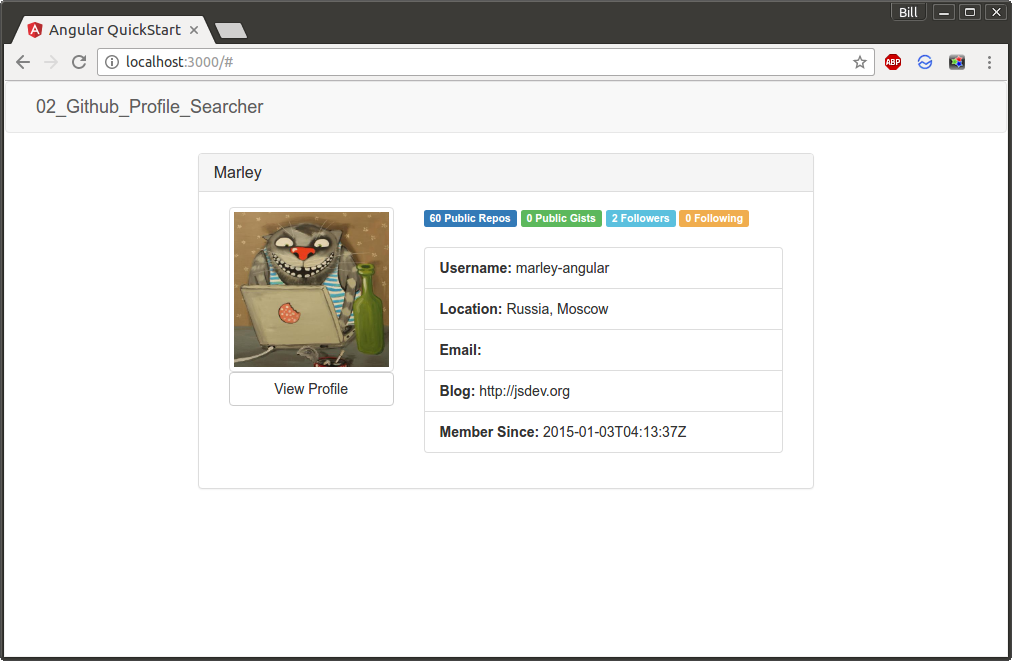 Bill
Angular QuickStart
localhost:3000/#
ABP
02_Github_Profile_Searcher
Marley
60 Public Repos 0 Public Gists 2 Followers 0 Following
Username: marley-angular
Location: Russia, Moscow
Email:
Blog: http://jsdev.org
Member Since: 2015-01-03T04:13:37Z
View Profile